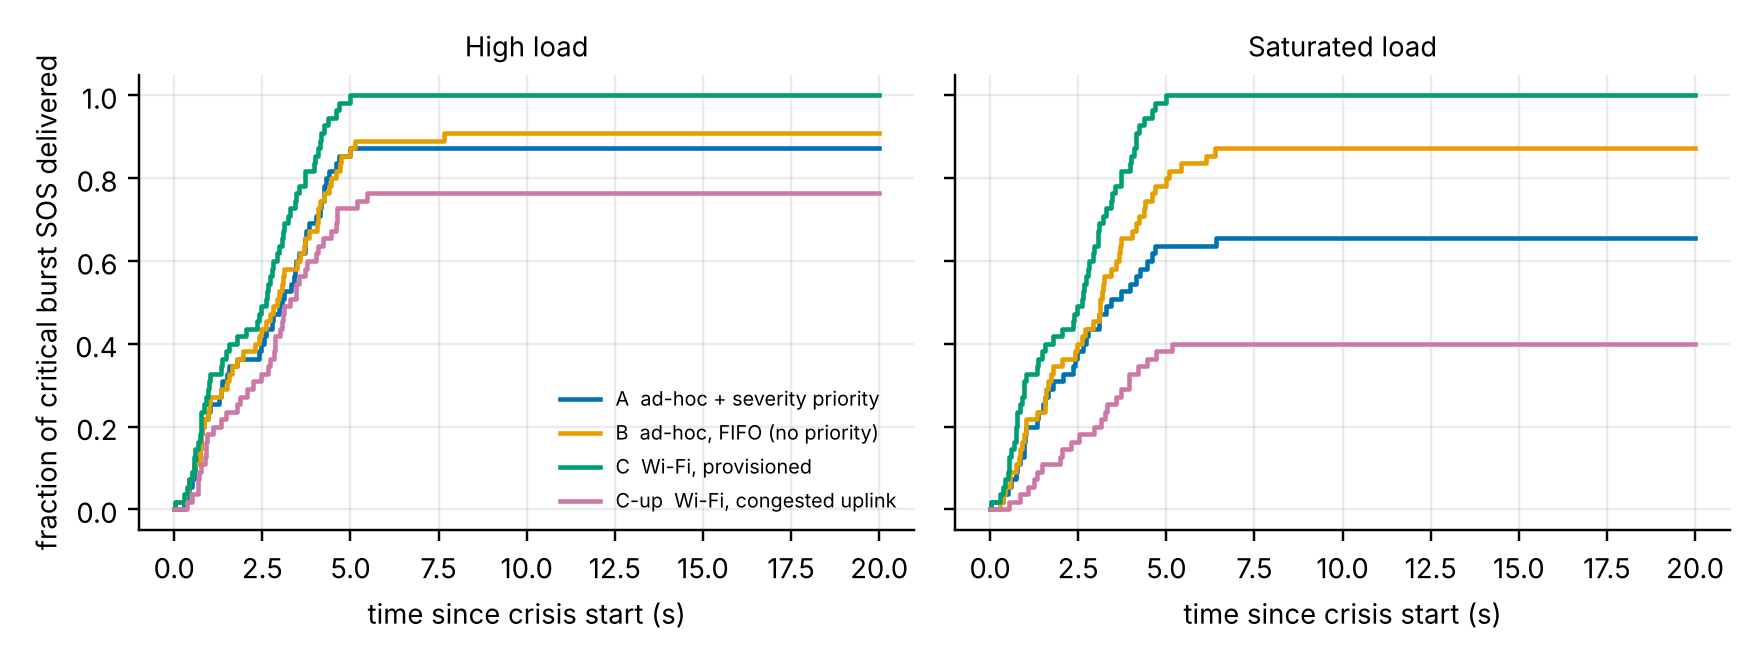 High load
Saturated load
fraction of critical burst SOS delivered
1.0
0.8
0.6
0.4
0.2
0.0
A ad-hoc + severity priority
B ad-hoc, FIFO (no priority)
C Wi-Fi, provisioned
C-up Wi-Fi, congested uplink
0.0 2.5 5.0 7.5 10.0 12.5 15.0 17.5 20.0
0.0 2.5 5.0 7.5 10.0 12.5 15.0 17.5 20.0
time since crisis start (s)
time since crisis start (s)